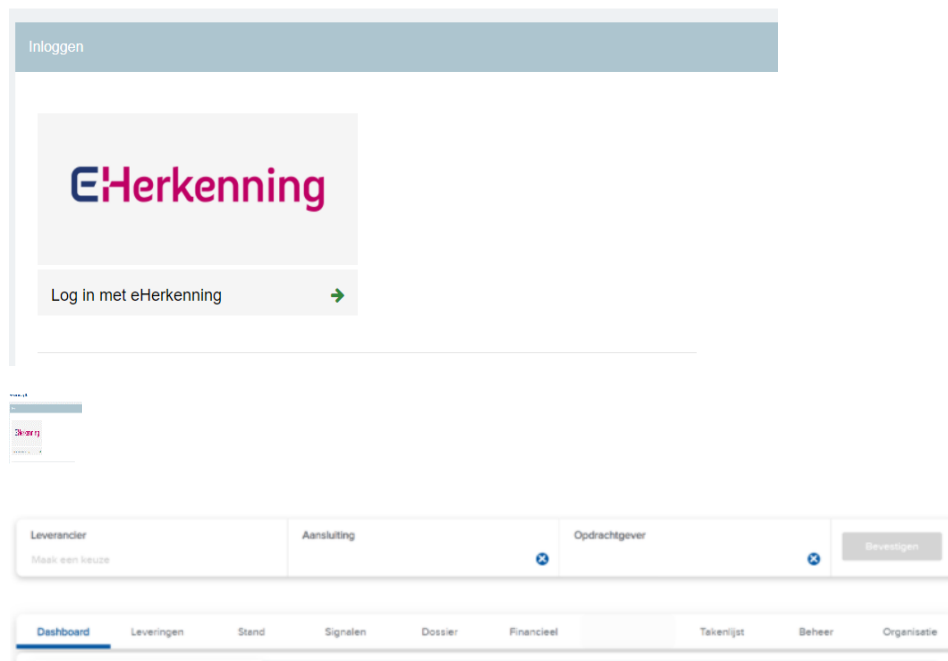 Inloggen
eHerkenning
Log in met eHerkenning
Leverancier Aansluiting Opdrachtgever
Maak een keuze Bevestigen
Dashboard Leveringen Stand Signalen Dossier Financieel Takenlijst Beheer Organisatie